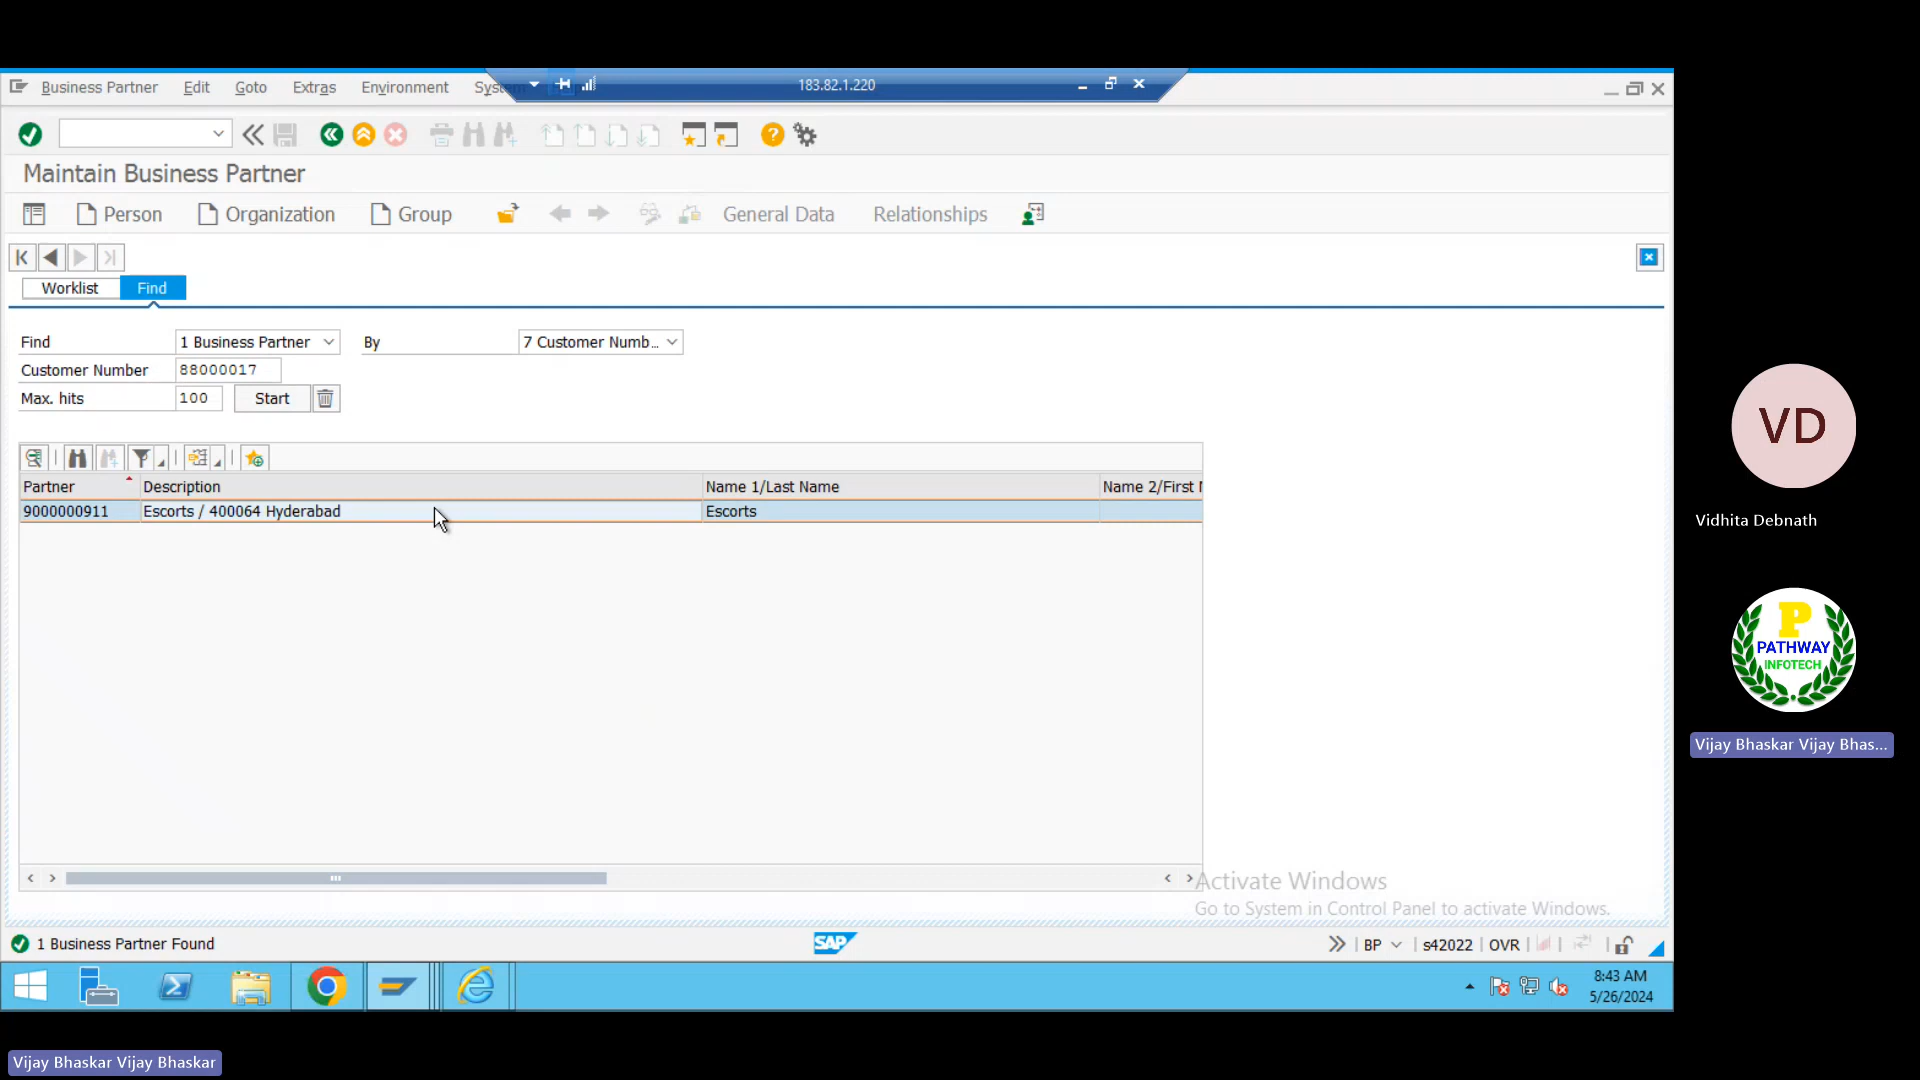 Business Partner Edit Goto Extras Environment Sys
183.82.1.220
Maintain Business Partner
Person Organization Group General Data Relationships
Worklist Find
Find 1 Business Partner By 7 Customer Numb...
Customer Number 88000017
Max. hits 100 Start
Partner Description Name 1/Last Name Name 2/First
9000000911 Escorts / 400064 Hyderabad Escorts
Activate Windows
Go to System in Control Panel to activate Windows.
1 Business Partner Found
SAP
BP s42022 OVR
8:43 AM
5/26/2024
VD
Vidhita Debnath
P
PATHWAY
INFOTECH
Vijay Bhaskar Vijay Bhas...
Vijay Bhaskar Vijay Bhaskar